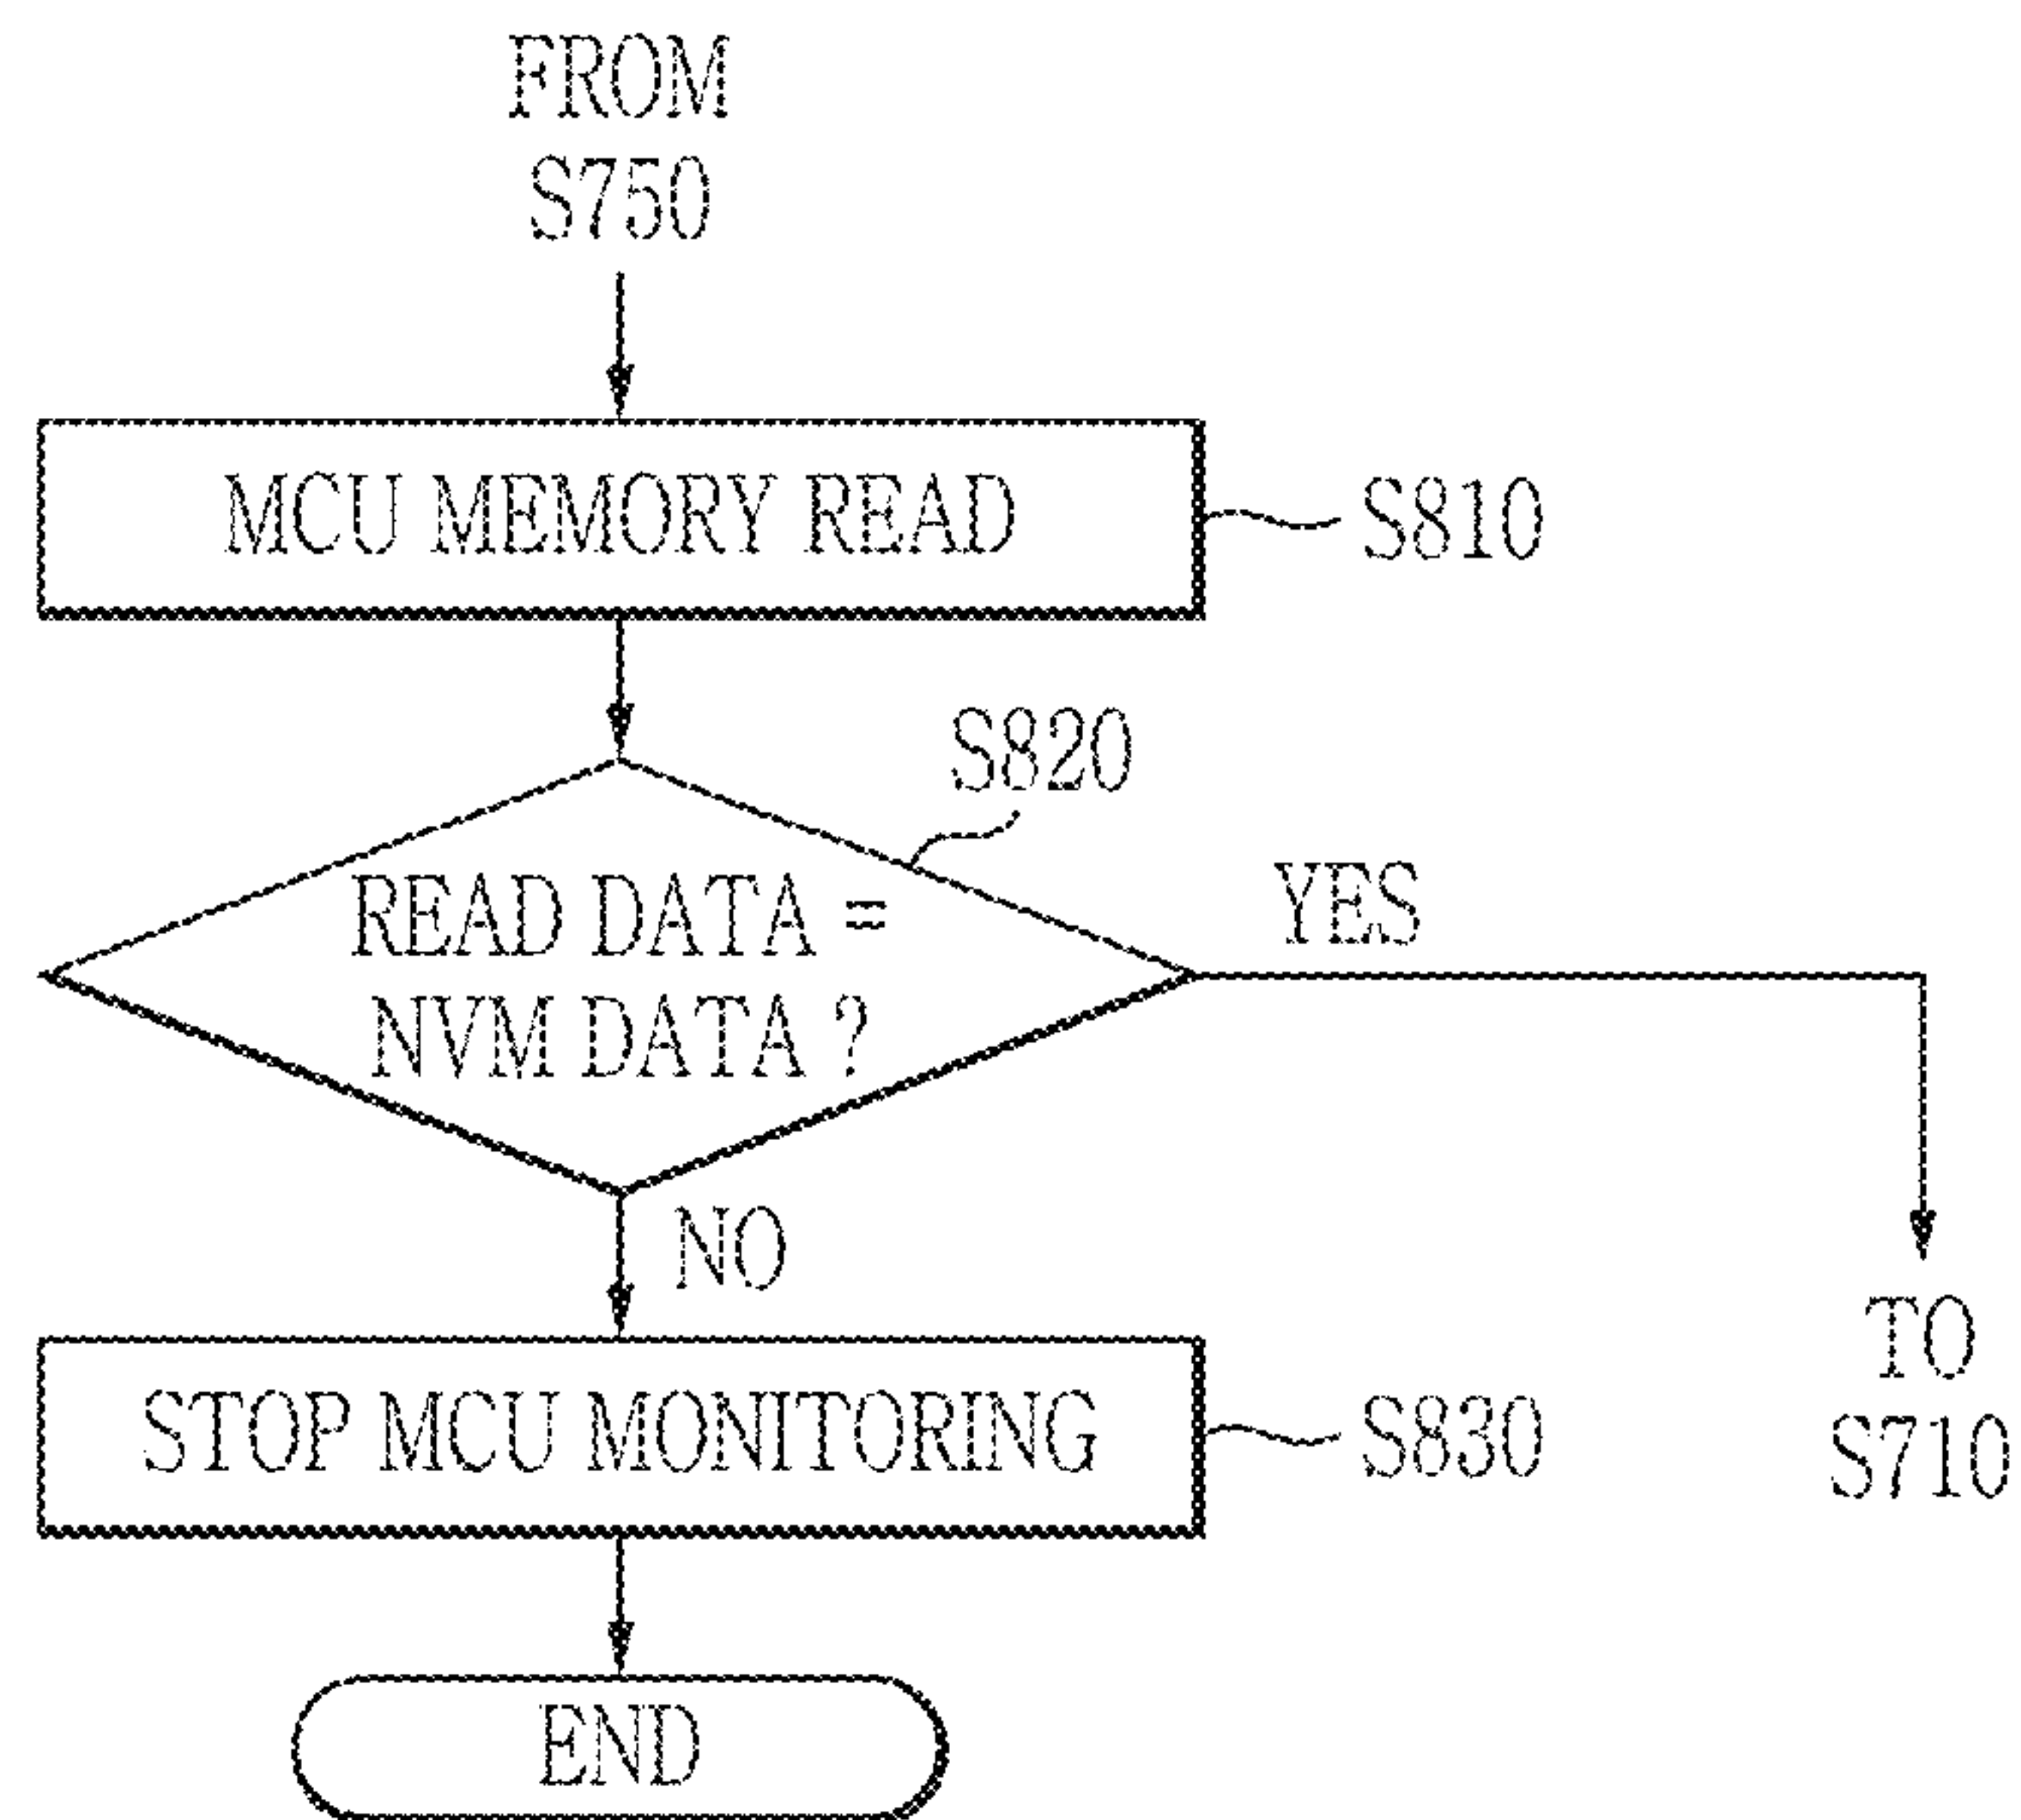 FROM
S750
MCU MEMORY READ
S810
S820
READ DATA =
NVM DATA ?
YES
NO
STOP MCU MONITORING
S830
TO
S710
END